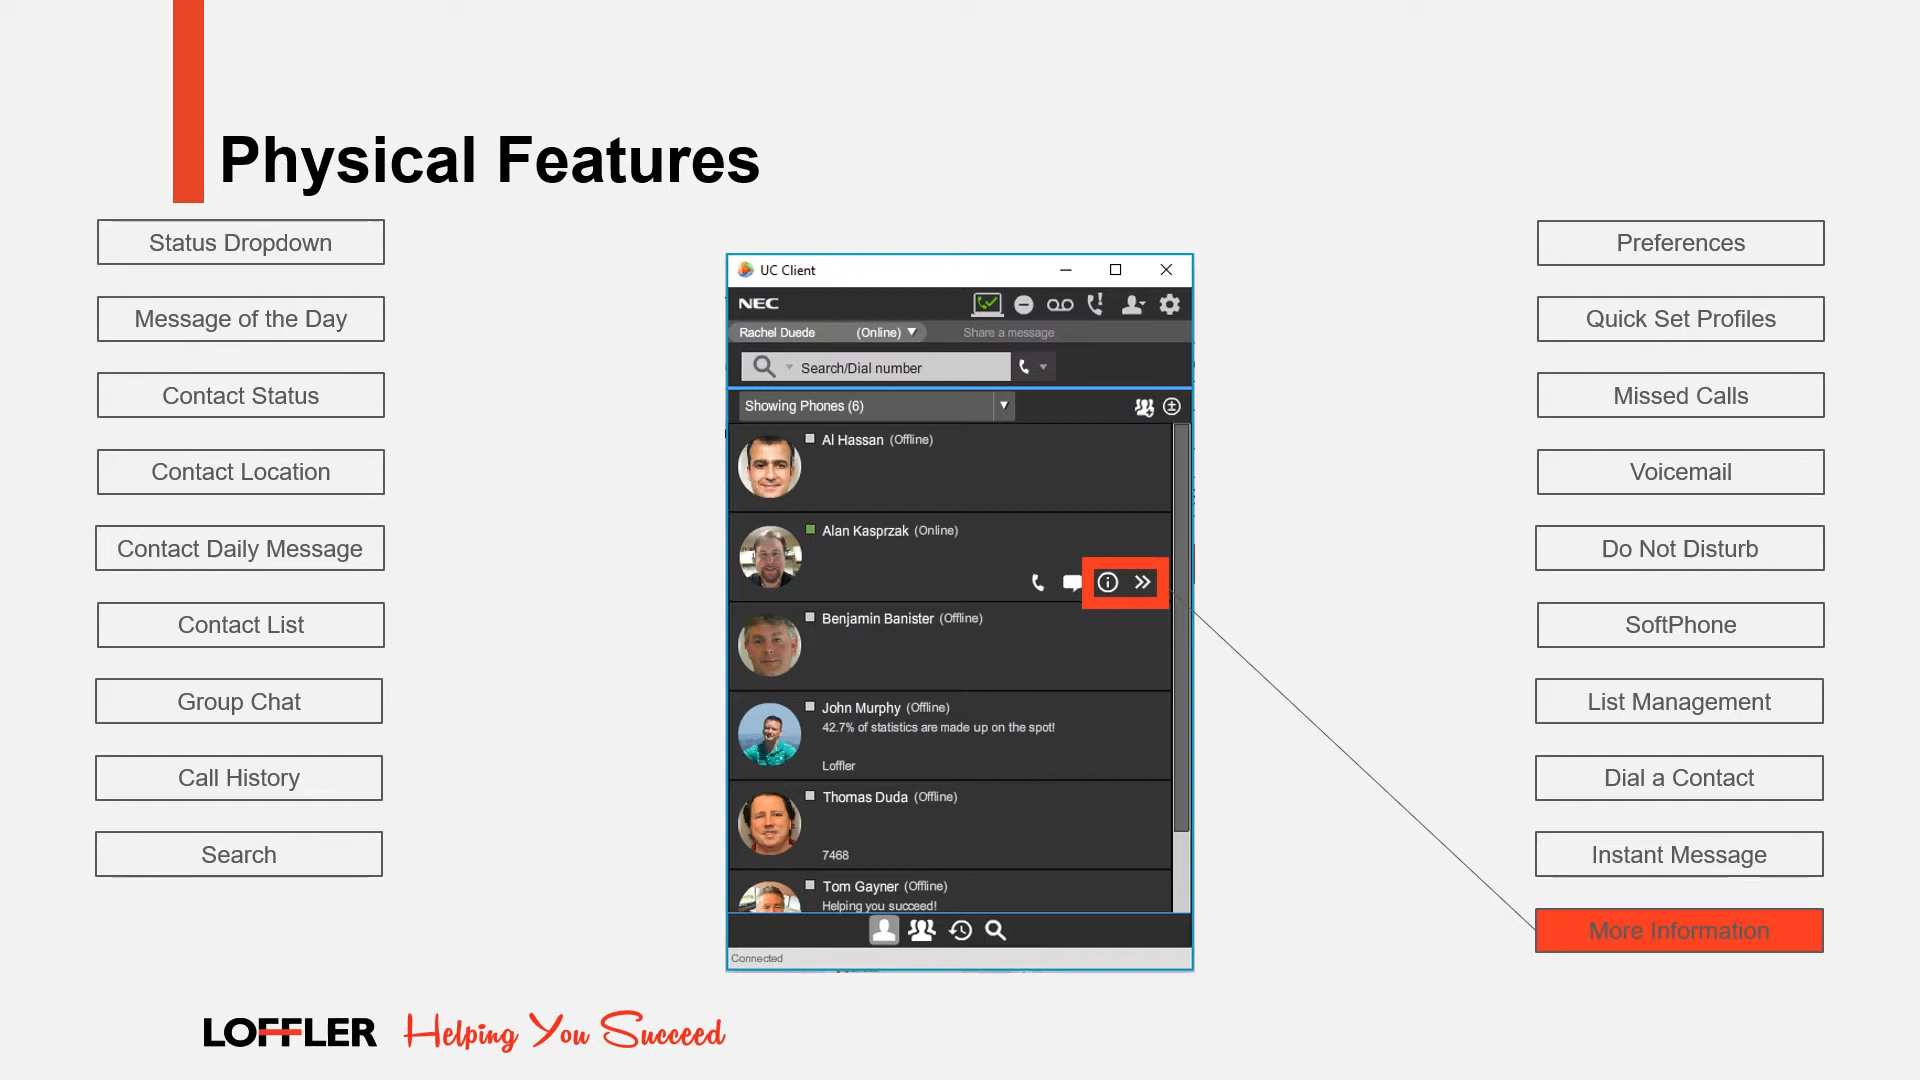 Physical Features
Status Dropdown
Message of the Day
Contact Status
Contact Location
Contact Daily Message
Contact List
Group Chat
Call History
Search
UC Client
NEC
Rachel Duede (Online) Share a message
Search/Dial number
Showing Phones (6)
Al Hassan (Offline)
Alan Kasprzak (Online)
Benjamin Banister (Offline)
John Murphy (Offline)
42.7% of statistics are made up on the spot!
Loffler
Thomas Duda (Offline)
7468
Tom Gayner (Offline)
Helping you succeed!
Connected
Preferences
Quick Set Profiles
Missed Calls
Voicemail
Do Not Disturb
SoftPhone
List Management
Dial a Contact
Instant Message
More Information
LOFFLER Helping You Succeed